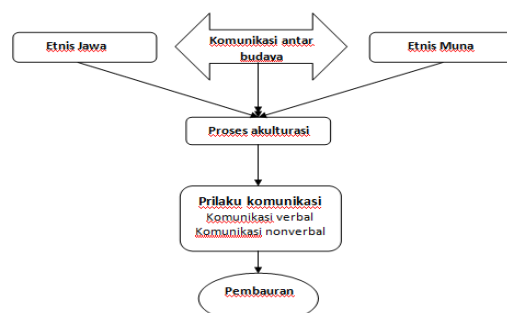 Etnis Jawa
Komunikasi antar
budaya
Etnis Muna
Proses akulturasi
Prilaku komunikasi
Komunikasi verbal
Komunikasi nonverbal
Pembauran